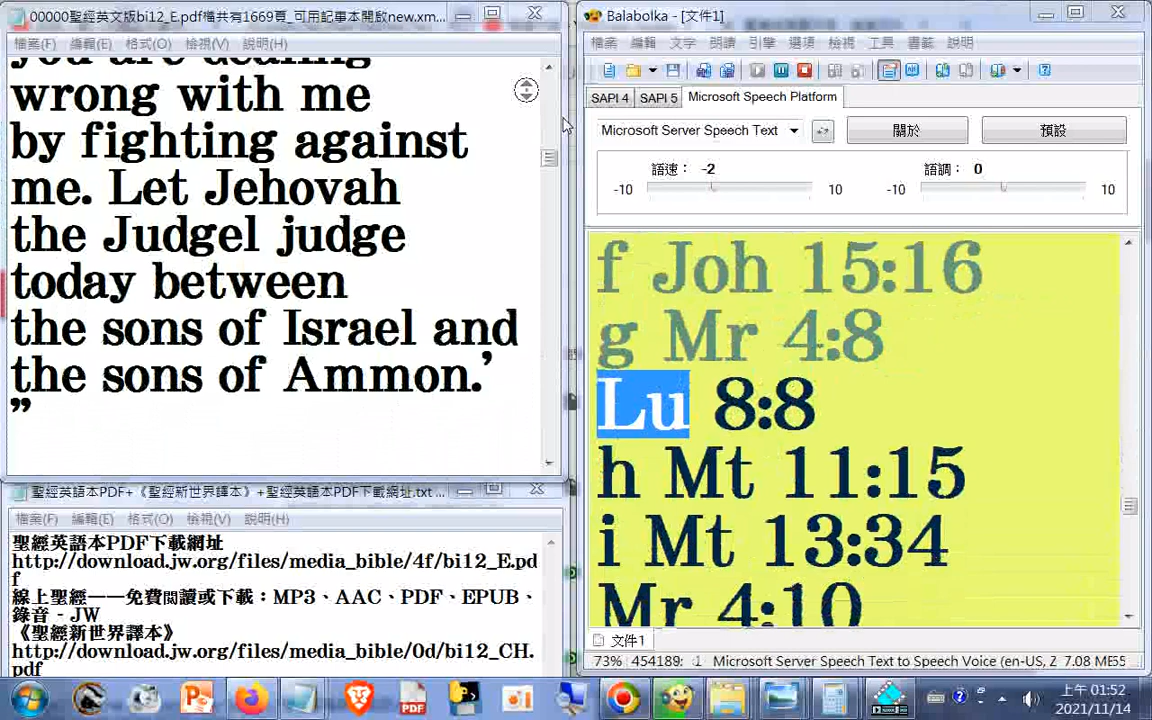 00000聖經英文版bi12_E.pdf檔共有1669頁_可用記事本開啟new.xm...
檔案(F) 編輯(E) 格式(O) 檢視(V) 說明(H)
you are dealing
wrong with me
by fighting against
me. Let Jehovah
the Judgel judge
today between
the sons of Israel and
the sons of Ammon.’
”
聖經英語本PDF+《聖經新世界譯本》+聖經英語本PDF下載網址.txt ...
檔案(F) 編輯(E) 格式(O) 檢視(V) 說明(H)
聖經英語本PDF下載網址
http://download.jw.org/files/media_bible/4f/bi12_E.pd
f
線上聖經——免費閱讀或下載：MP3、AAC、PDF、EPUB、
錄音 - JW
《聖經新世界譯本》
http://download.jw.org/files/media_bible/0d/bi12_CH.
pdf
Balabolka - [文件1]
檔案 編輯 文字 朗讀 引擎 選項 檢視 工具 書籤 說明
SAPI 4 SAPI 5 Microsoft Speech Platform
Microsoft Server Speech Text 關於 預設
語速： -2 語調： 0
-10 10 -10 10
f Joh 15:16
g Mr 4:8
Lu 8:8
h Mt 11:15
i Mt 13:34
Mr 4:10
文件1
73% 454189: 1 Microsoft Server Speech Text to Speech Voice (en-US, Z 7.08 ME55
上午 01:52
2021/11/14